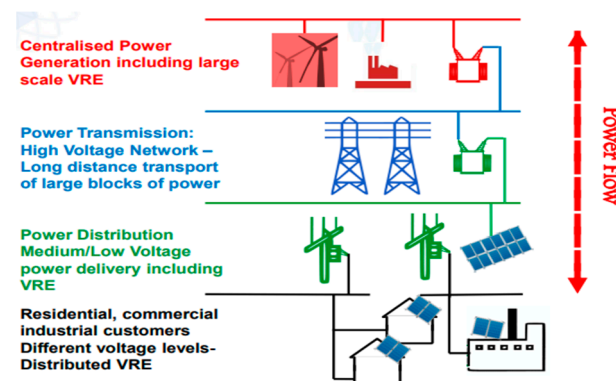 Centralised Power
Generation including large
scale VRE
Power Transmission:
High Voltage Network –
Long distance transport
of large blocks of power
Power Distribution
Medium/Low Voltage
power delivery including
VRE
Residential, commercial
industrial customers
Different voltage levels-
Distributed VRE
Power Flow